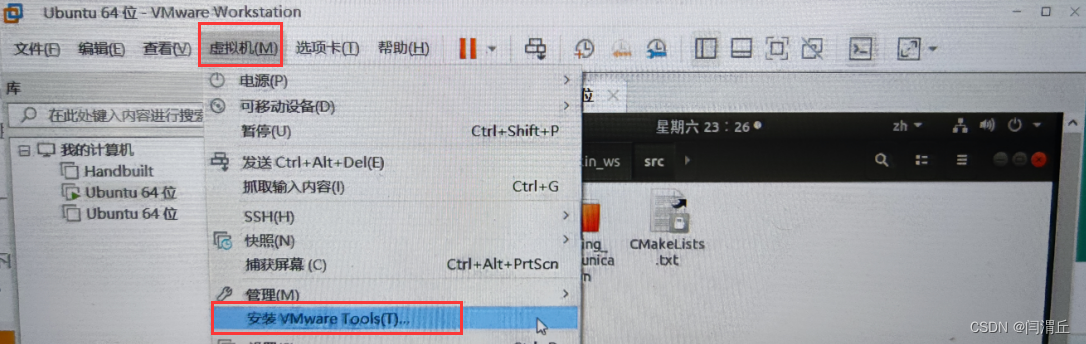 Ubuntu 64 位 - VMware Workstation
文件(F) 编辑(E) 查看(V) 虚拟机(M) 选项卡(T) 帮助(H)
库
在此处键入内容进行搜索
我的计算机
Handbuilt
Ubuntu 64 位
Ubuntu 64 位
电源(P)
可移动设备(D)
暂停(U) Ctrl+Shift+P
发送 Ctrl+Alt+Del(E)
抓取输入内容(I) Ctrl+G
SSH(H)
快照(N)
捕获屏幕 (C) Ctrl+Alt+PrtScn
管理(M)
安装 VMware Tools(T)...
位
星期六 23：26 zh
in_ws src
ing_
unica
n
CMakeLists
.txt
CSDN @闫渭丘